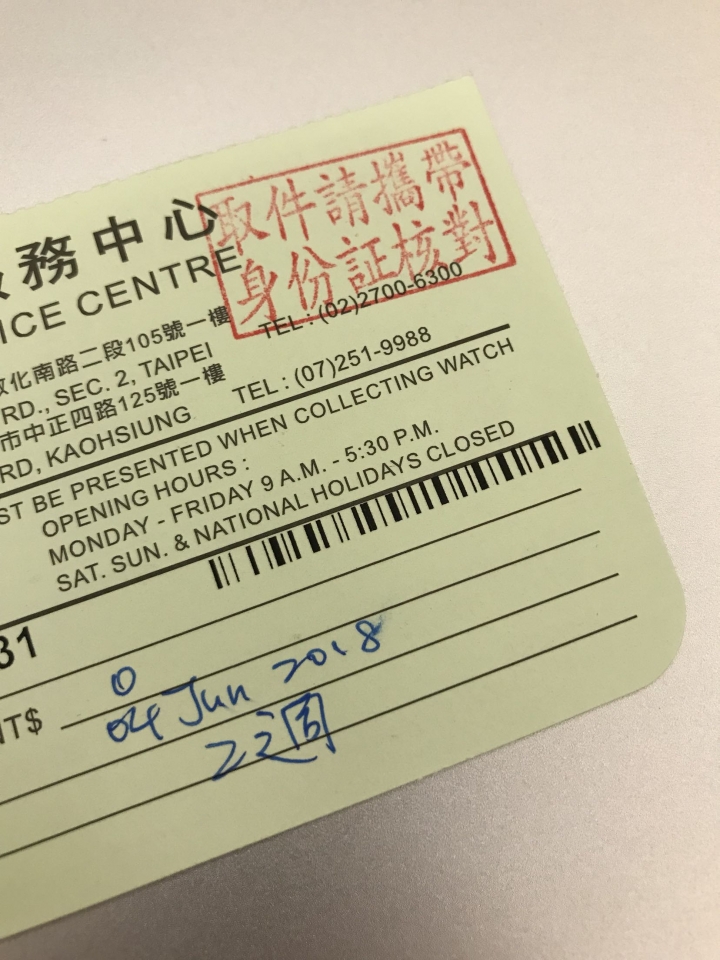 務中心
取件請攜帶
身份証核對
ICE CENTRE
化南路二段105號一樓 TEL : (02)2700-6300
RD., SEC. 2, TAIPEI
市中正四路125號一樓 TEL : (07)251-9988
RD, KAOHSIUNG
ST BE PRESENTED WHEN COLLECTING WATCH
OPENING HOURS :
MONDAY - FRIDAY 9 A.M. - 5:30 P.M.
SAT. SUN. & NATIONAL HOLIDAYS CLOSED
31
NT$ 0
04 Jun 2018
2週